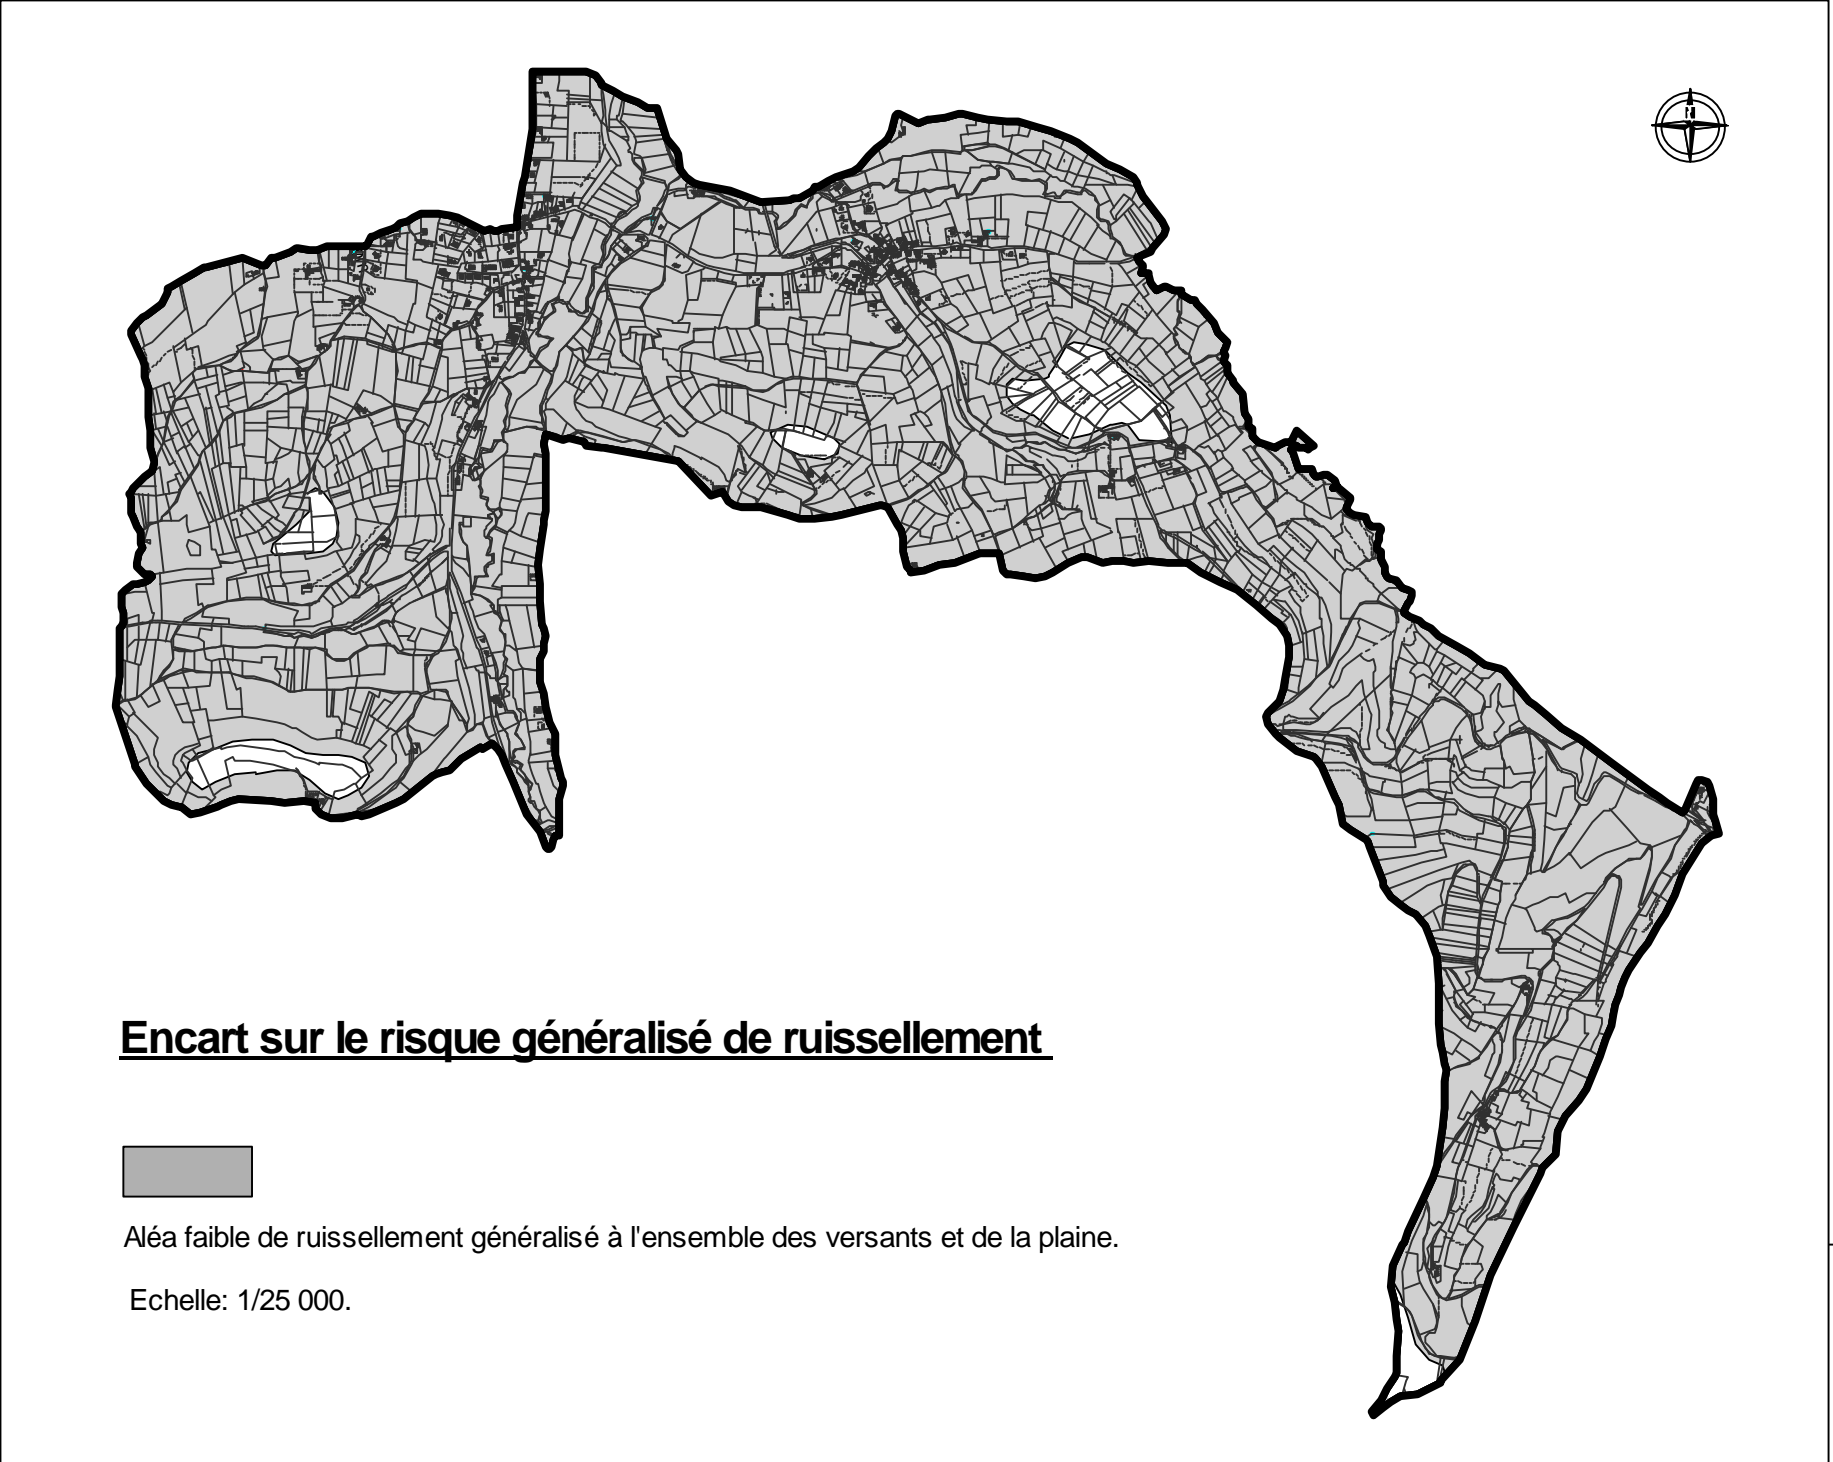 N
Encart sur le risque généralisé de ruissellement
Aléa faible de ruissellement généralisé à l'ensemble des versants et de la plaine.
Echelle: 1/25 000.